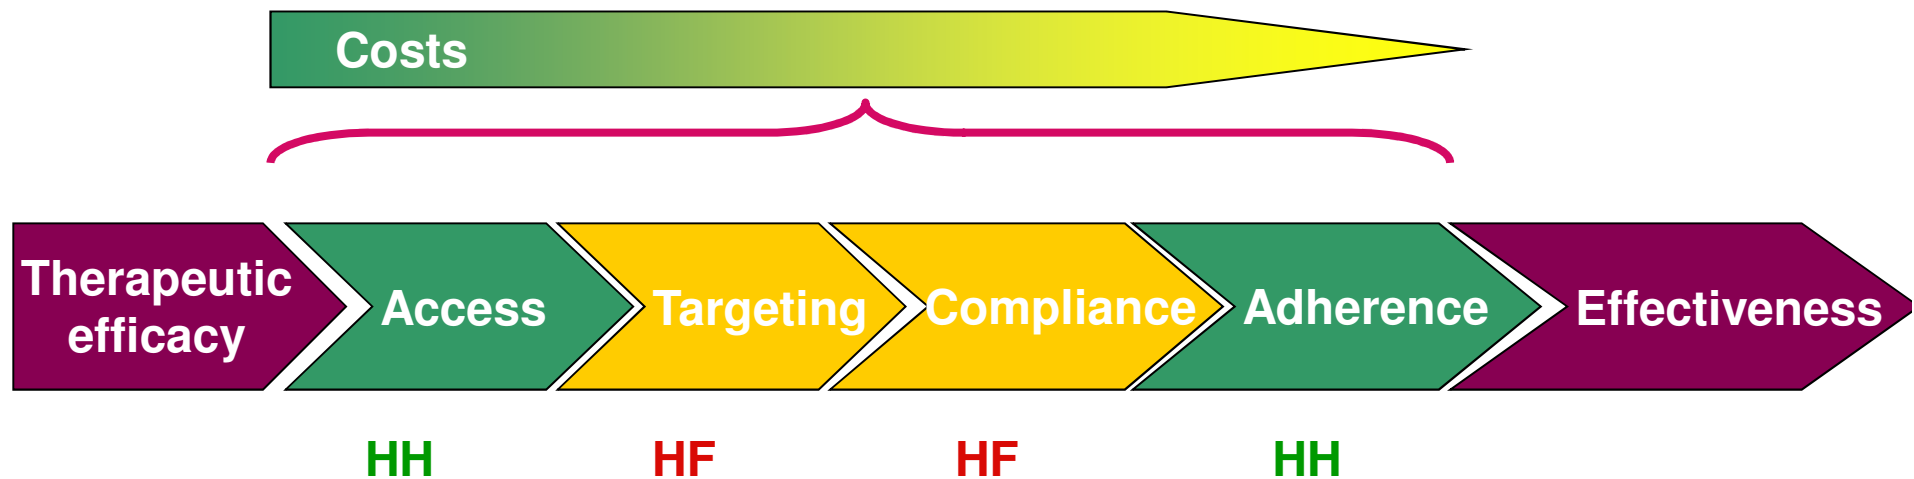 Costs
Therapeutic
efficacy
Access
Targeting
Compliance
Adherence
Effectiveness
HH
HF
HF
HH